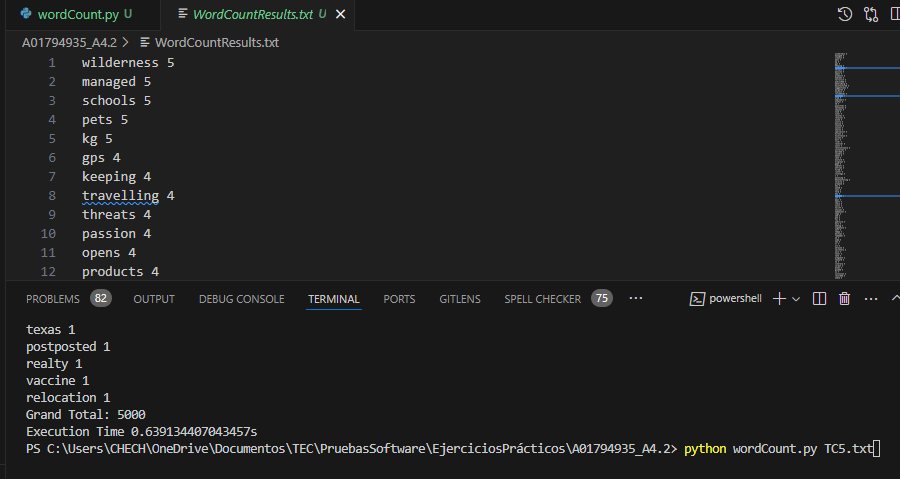 wordCount.py U WordCountResults.txt U
A01794935_A4.2 > WordCountResults.txt
1 wilderness 5
2 managed 5
3 schools 5
4 pets 5
5 kg 5
6 gps 4
7 keeping 4
8 travelling 4
9 threats 4
10 passion 4
11 opens 4
12 products 4
PROBLEMS 82 OUTPUT DEBUG CONSOLE TERMINAL PORTS GITLENS SPELL CHECKER 75 ... powershell
texas 1
postposted 1
realty 1
vaccine 1
relocation 1
Grand Total: 5000
Execution Time 0.639134407043457s
PS C:\Users\CHECH\OneDrive\Documentos\TEC\PruebasSoftware\EjerciciosPrácticos\A01794935_A4.2> python wordCount.py TC5.txt